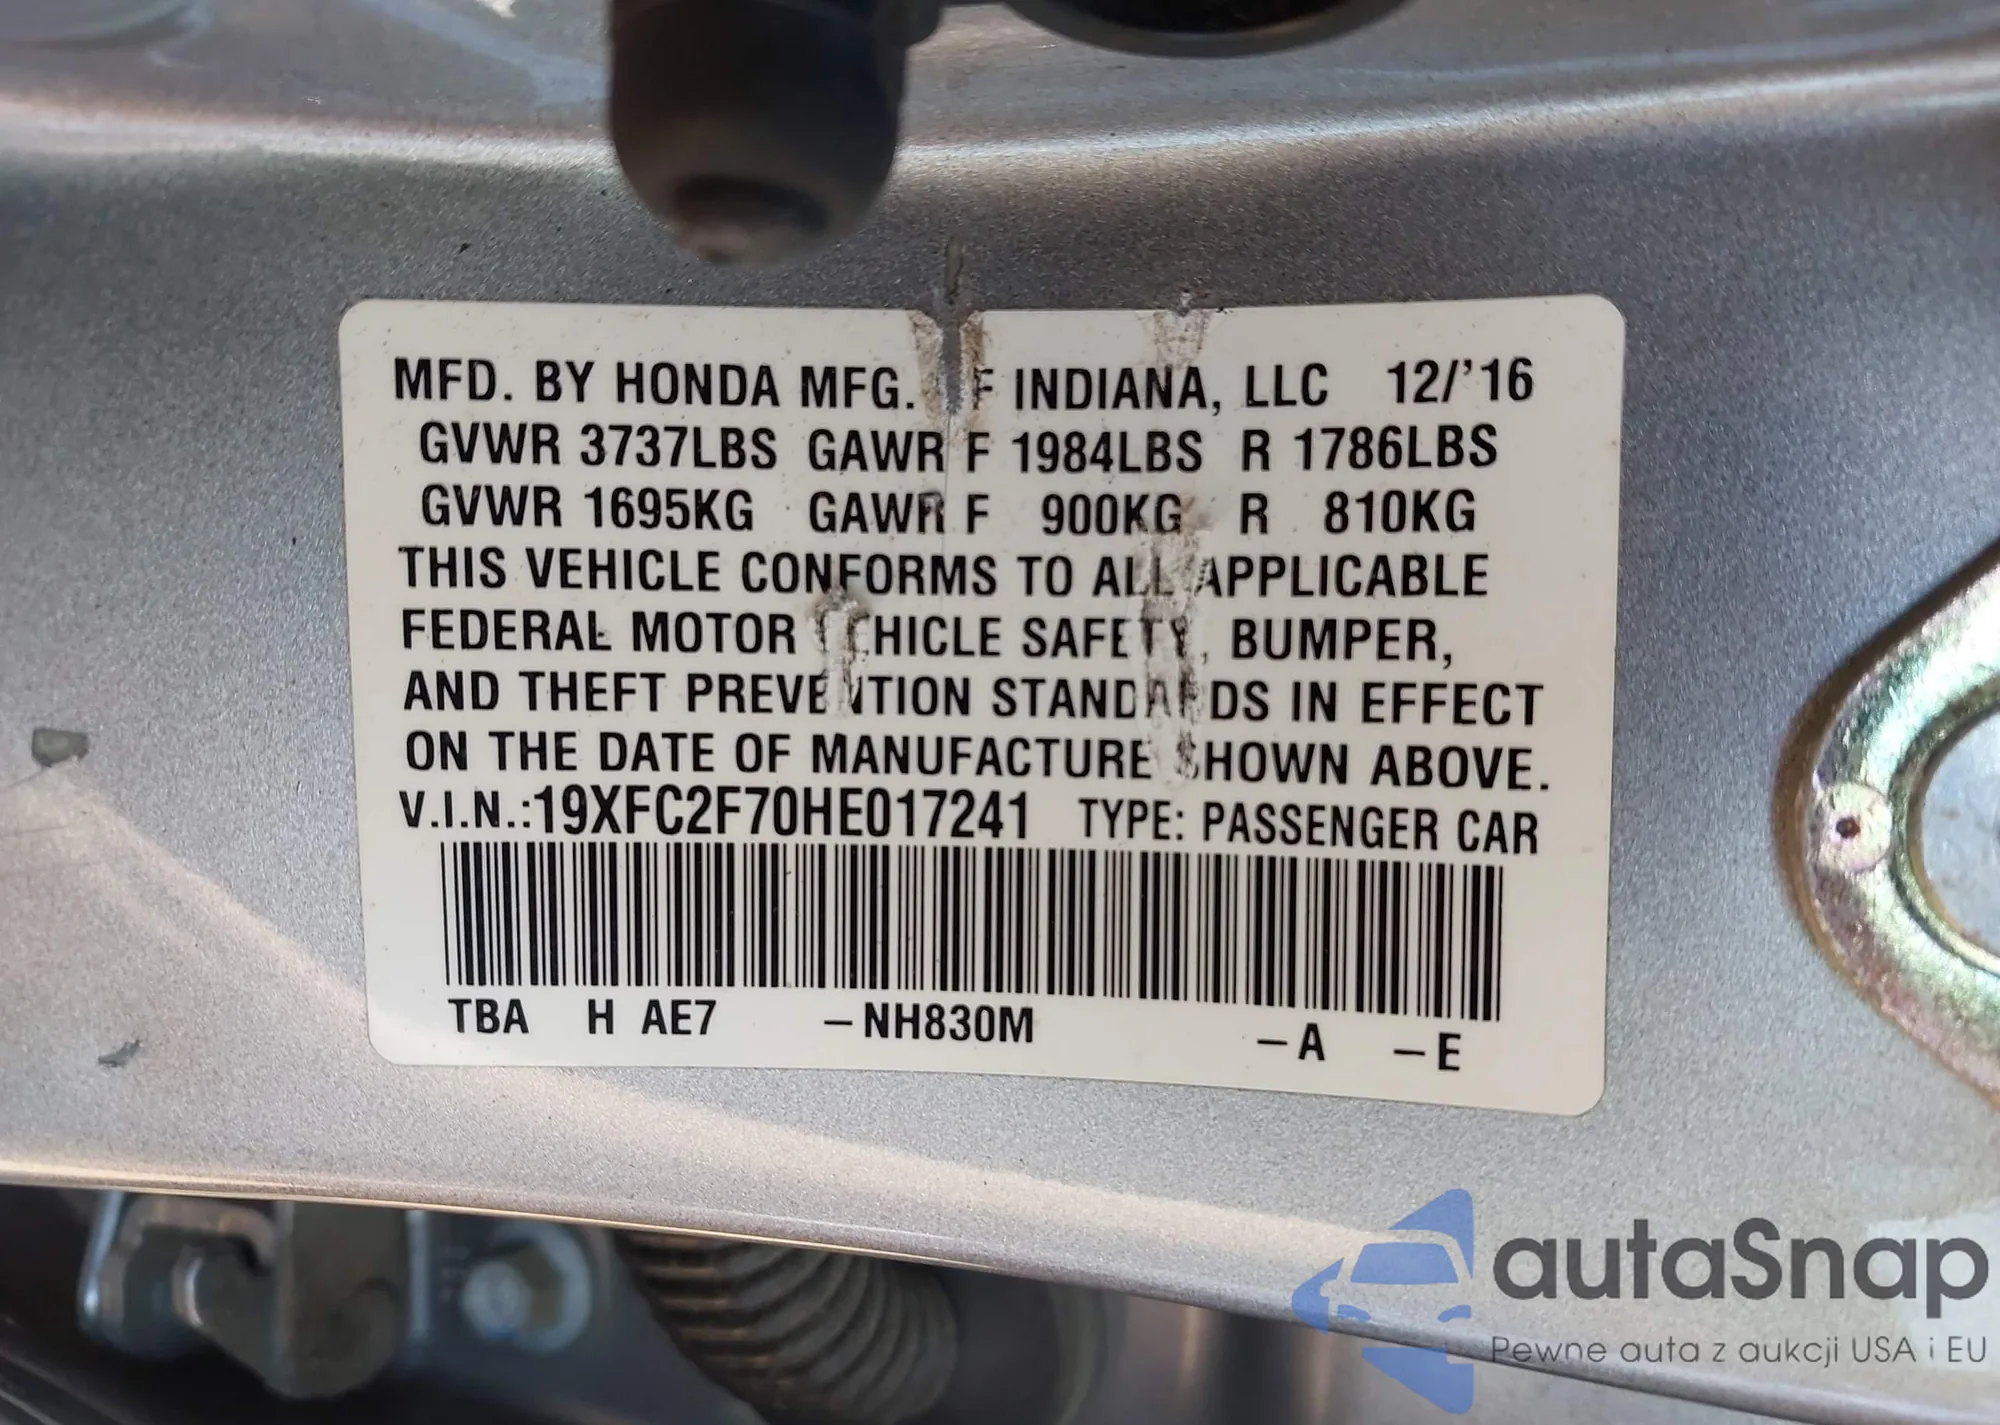 MFD. BY HONDA MFG. F INDIANA, LLC 12/'16
GVWR 3737LBS GAWR F 1984LBS R 1786LBS
GVWR 1695KG GAWR F 900KG R 810KG
THIS VEHICLE CONFORMS TO ALL APPLICABLE
FEDERAL MOTOR VEHICLE SAFETY, BUMPER,
AND THEFT PREVENTION STANDARDS IN EFFECT
ON THE DATE OF MANUFACTURE SHOWN ABOVE.
V.I.N.:19XFC2F70HE017241 TYPE: PASSENGER CAR
TBA H AE7 –NH830M –A –E
autaSnap
Pewne auta z aukcji USA i EU